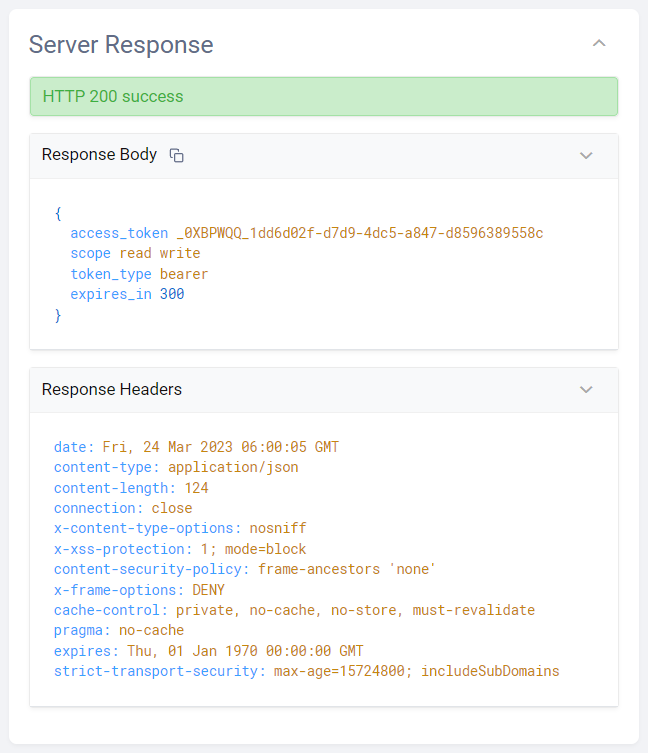 Server Response
HTTP 200 success
Response Body
{
access_token _0XBPWQQ_1dd6d02f-d7d9-4dc5-a847-d8596389558c
scope read write
token_type bearer
expires_in 300
}
Response Headers
date: Fri, 24 Mar 2023 06:00:05 GMT
content-type: application/json
content-length: 124
connection: close
x-content-type-options: nosniff
x-xss-protection: 1; mode=block
content-security-policy: frame-ancestors 'none'
x-frame-options: DENY
cache-control: private, no-cache, no-store, must-revalidate
pragma: no-cache
expires: Thu, 01 Jan 1970 00:00:00 GMT
strict-transport-security: max-age=15724800; includeSubDomains